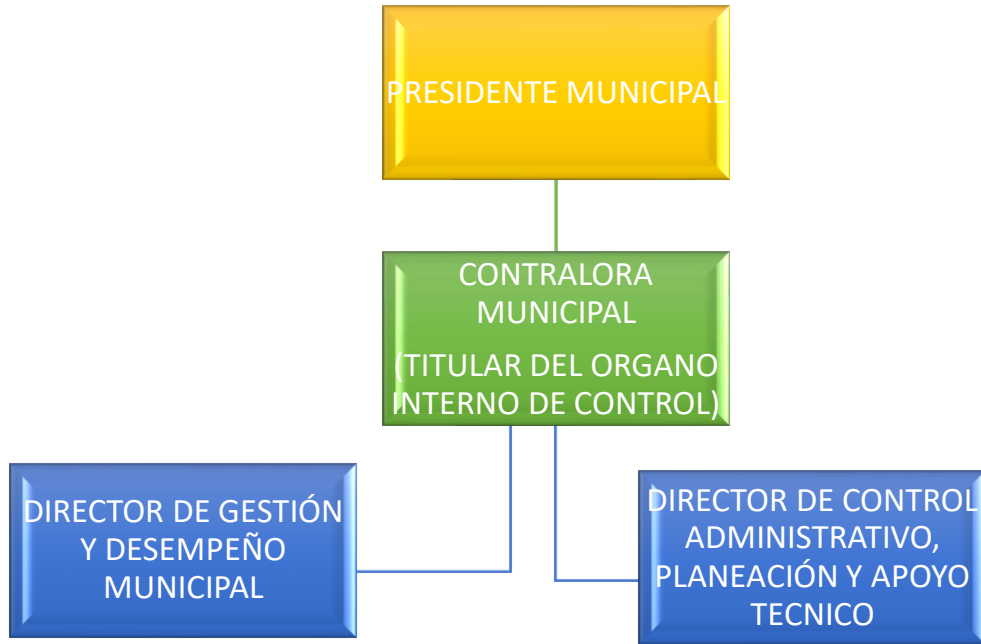 PRESIDENTE MUNICIPAL
CONTRALORA
MUNICIPAL
(TITULAR DEL ORGANO
INTERNO DE CONTROL)
DIRECTOR DE GESTIÓN
Y DESEMPEÑO
MUNICIPAL
DIRECTOR DE CONTROL
ADMINISTRATIVO,
PLANEACIÓN Y APOYO
TECNICO